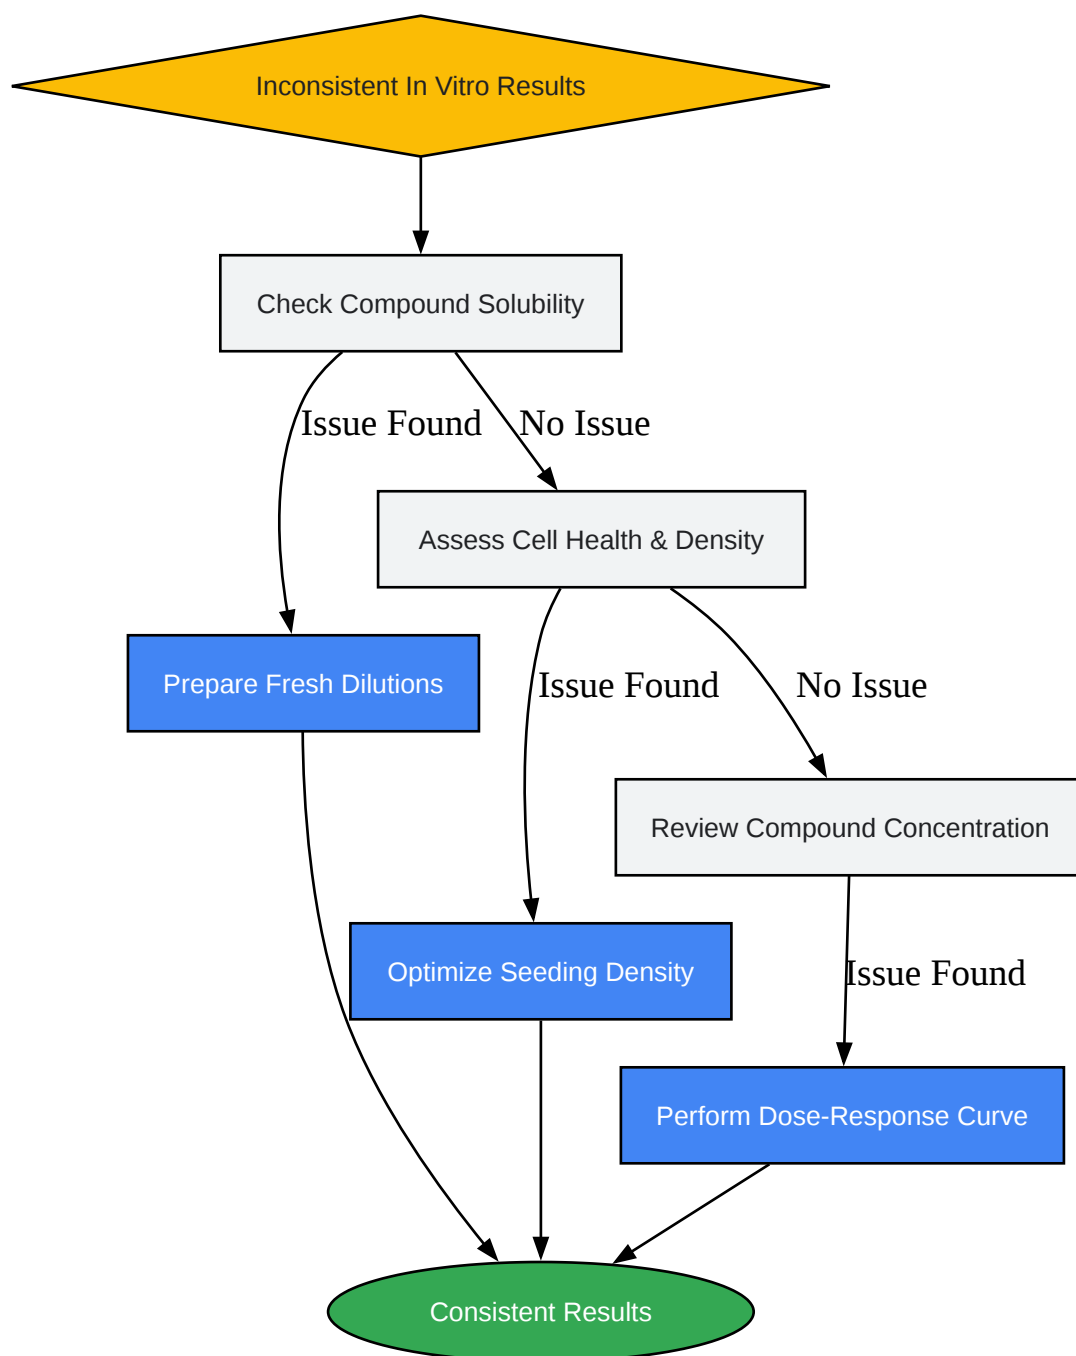 Inconsistent In Vitro Results
Check Compound Solubility
Issue Found
No Issue
Assess Cell Health & Density
Prepare Fresh Dilutions
Issue Found
No Issue
Review Compound Concentration
Optimize Seeding Density
Issue Found
Perform Dose-Response Curve
Consistent Results